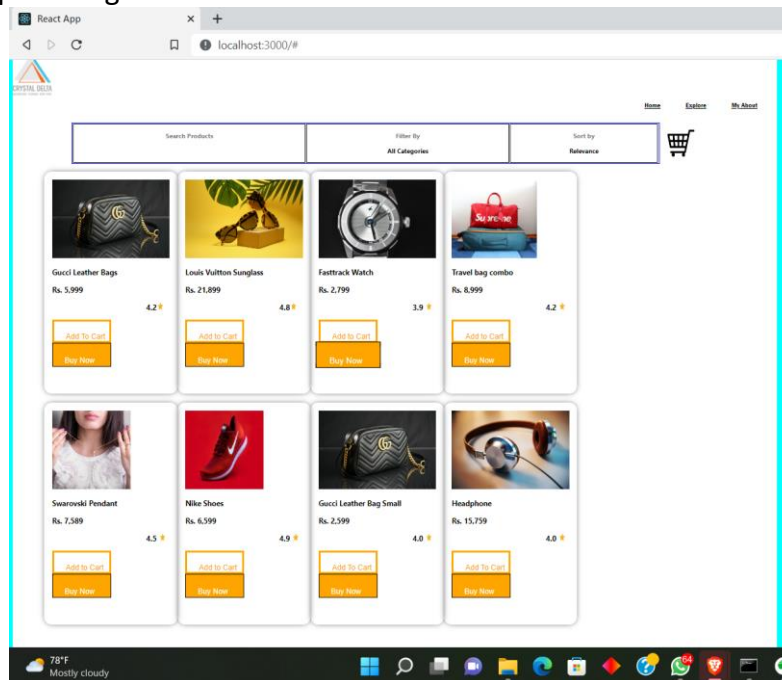 React App
localhost:3000/#
CRYSTAL DELTA
Home Explore My About
Search Products Filter By Sort by
All Categories Relevance
Supreme
Gucci Leather Bags Louis Vuitton Sunglass Fasttrack Watch Travel bag combo
Rs. 5,999 Rs. 21,899 Rs. 2,799 Rs. 8,999
4.2 4.8 3.9 4.2
Add To Cart Add to Cart Add to Cart Add to Cart
Buy Now Buy Now Buy Now Buy Now
Swarovski Pendant Nike Shoes Gucci Leather Bag Small Headphone
Rs. 7,589 Rs. 6,599 Rs. 2,599 Rs. 15,759
4.5 4.9 4.0 4.0
Add to Cart Add to Cart Add To Cart Add To Cart
Buy Now Buy Now Buy Now Buy Now
78°F
Mostly cloudy
64